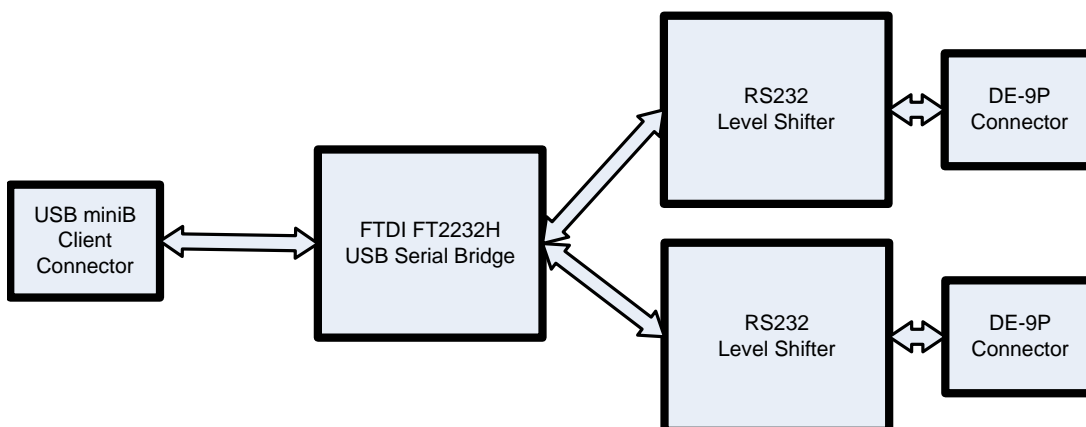 USB miniB
Client
Connector
FTDI FT2232H
USB Serial Bridge
RS232
Level Shifter
DE-9P
Connector
RS232
Level Shifter
DE-9P
Connector